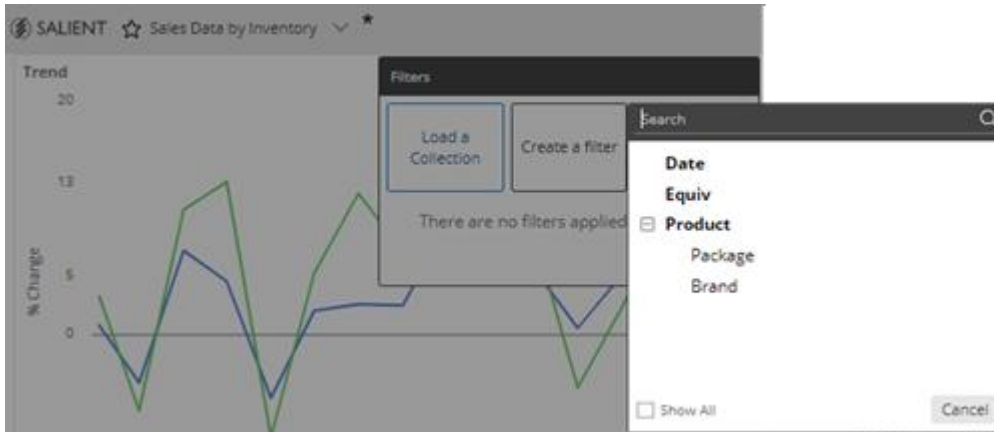 SALIENT Sales Data by Inventory *
Trend
20
13
5
0
% Change
Filters
Load a
Collection
Create a filter
There are no filters applied
Search
Date
Equiv
Product
Package
Brand
Show All
Cancel